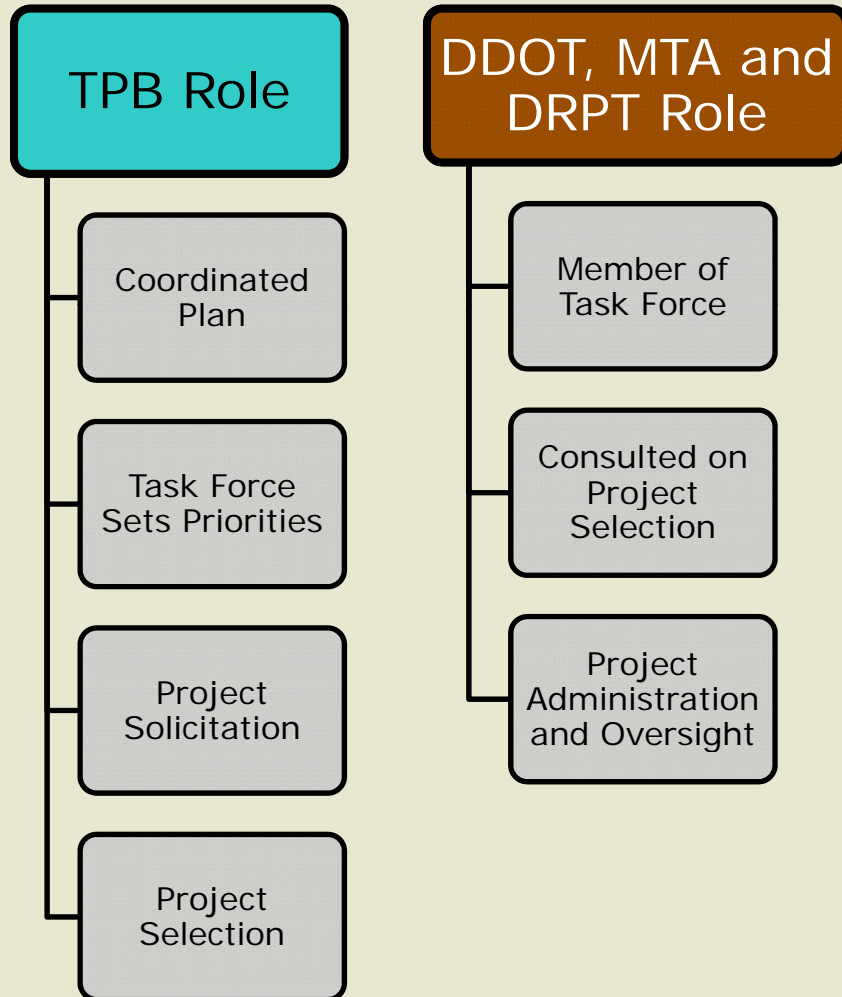 TPB Role
Coordinated
Plan
Task Force
Sets Priorities
Project
Solicitation
Project
Selection
DDOT, MTA and
DRPT Role
Member of
Task Force
Consulted on
Project
Selection
Project
Administration
and Oversight